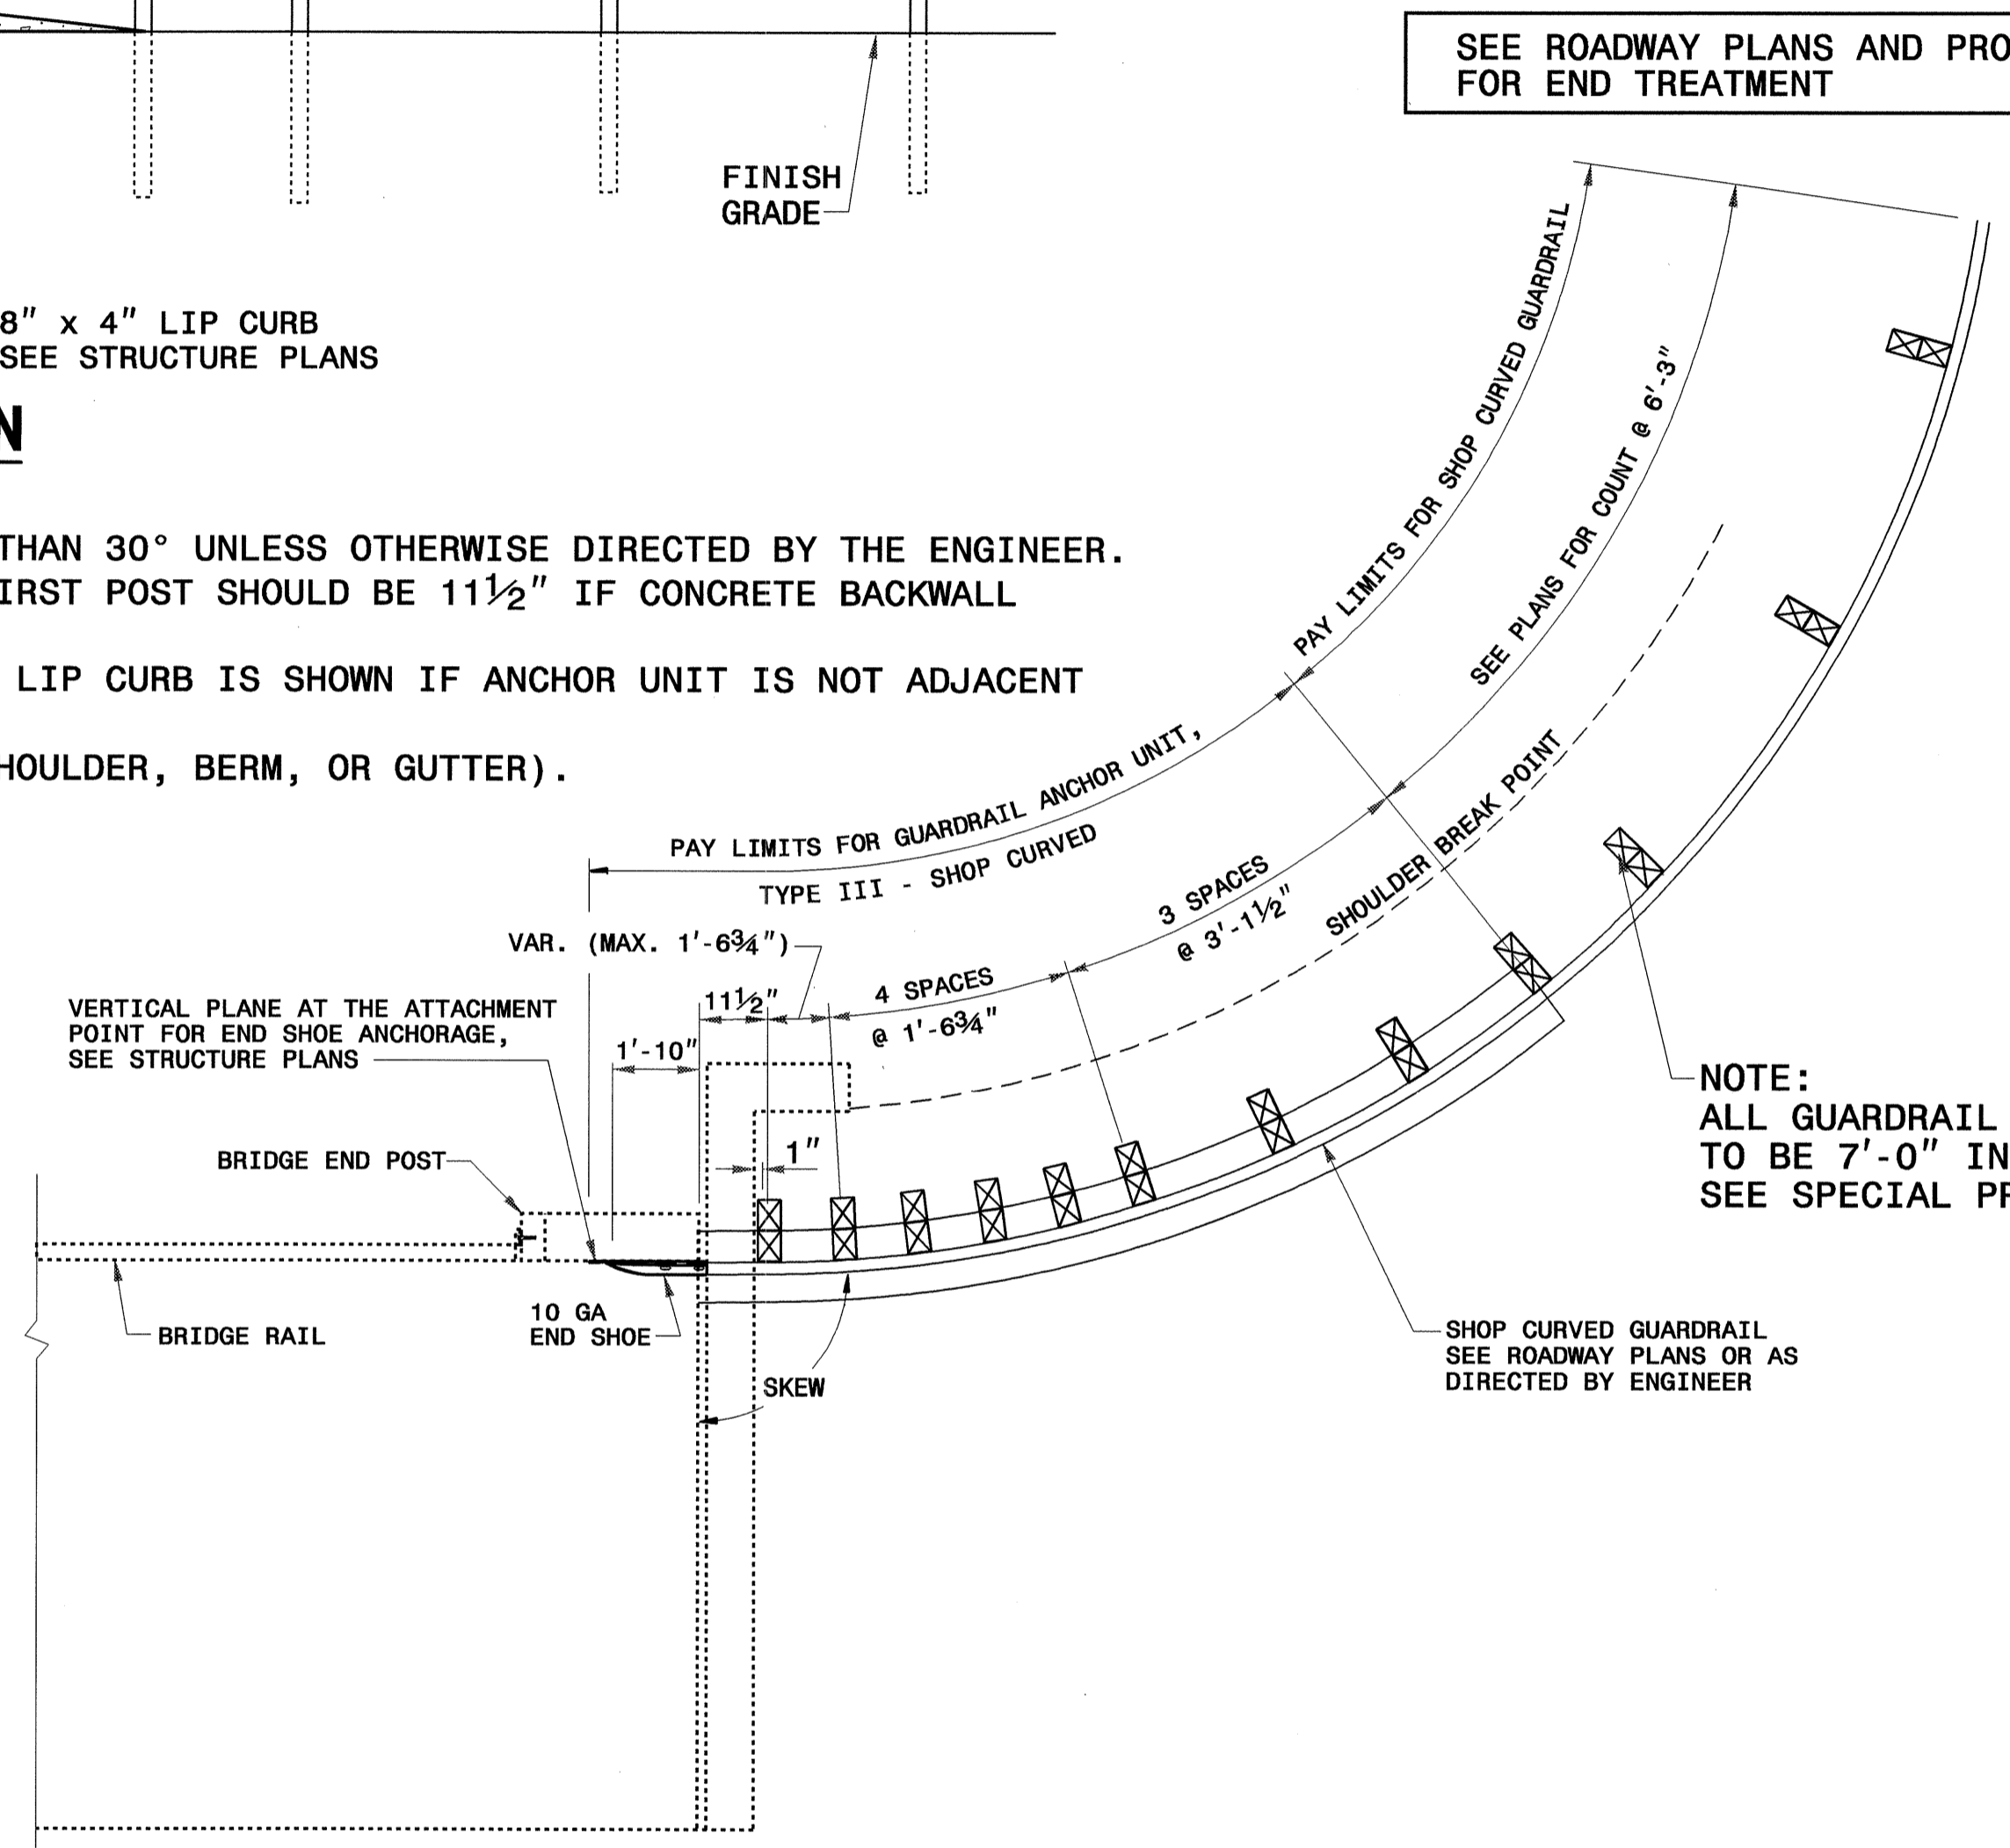 SEE ROADWAY PLANS AND PRO
FOR END TREATMENT
FINISH
GRADE
8" x 4" LIP CURB
SEE STRUCTURE PLANS
N
THAN 30° UNLESS OTHERWISE DIRECTED BY THE ENGINEER.
IRST POST SHOULD BE 11½" IF CONCRETE BACKWALL
LIP CURB IS SHOWN IF ANCHOR UNIT IS NOT ADJACENT
HOULDER, BERM, OR GUTTER).
PAY LIMITS FOR SHOP CURVED GUARDRAIL
SEE PLANS FOR COUNT @ 6'-3"
PAY LIMITS FOR GUARDRAIL ANCHOR UNIT,
TYPE III - SHOP CURVED
3 SPACES
@ 3'-1½"
SHOULDER BREAK POINT
VAR. (MAX. 1'-6¾")
11½"
4 SPACES
@ 1'-6¾"
VERTICAL PLANE AT THE ATTACHMENT
POINT FOR END SHOE ANCHORAGE,
SEE STRUCTURE PLANS
1'-10"
1"
BRIDGE END POST
NOTE:
ALL GUARDRAIL
TO BE 7'-0" IN
SEE SPECIAL PR
10 GA
END SHOE
BRIDGE RAIL
SKEW
SHOP CURVED GUARDRAIL
SEE ROADWAY PLANS OR AS
DIRECTED BY ENGINEER